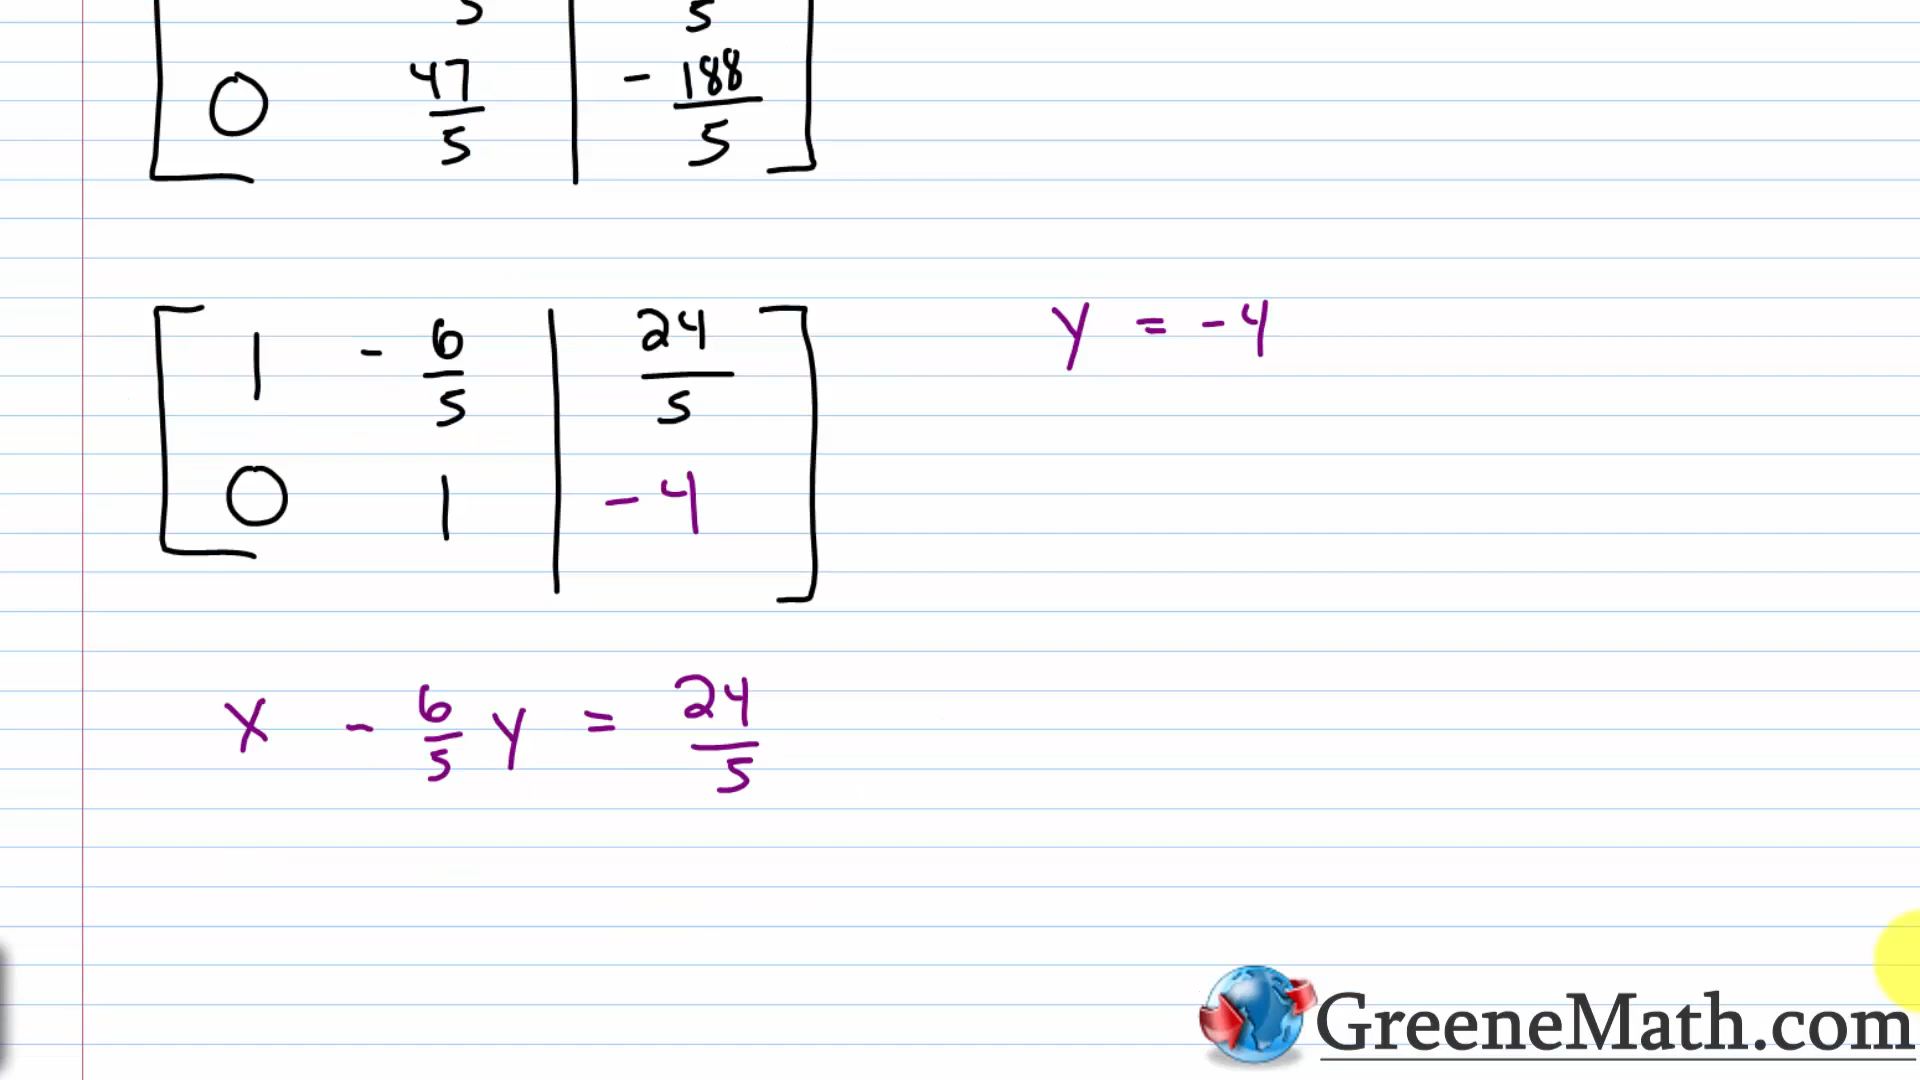 5 5
0 47/5 | - 188/5
1 - 6/5 | 24/5
y = - 4
0 1 | - 4
x - 6/5 y = 24/5
GreeneMath.com